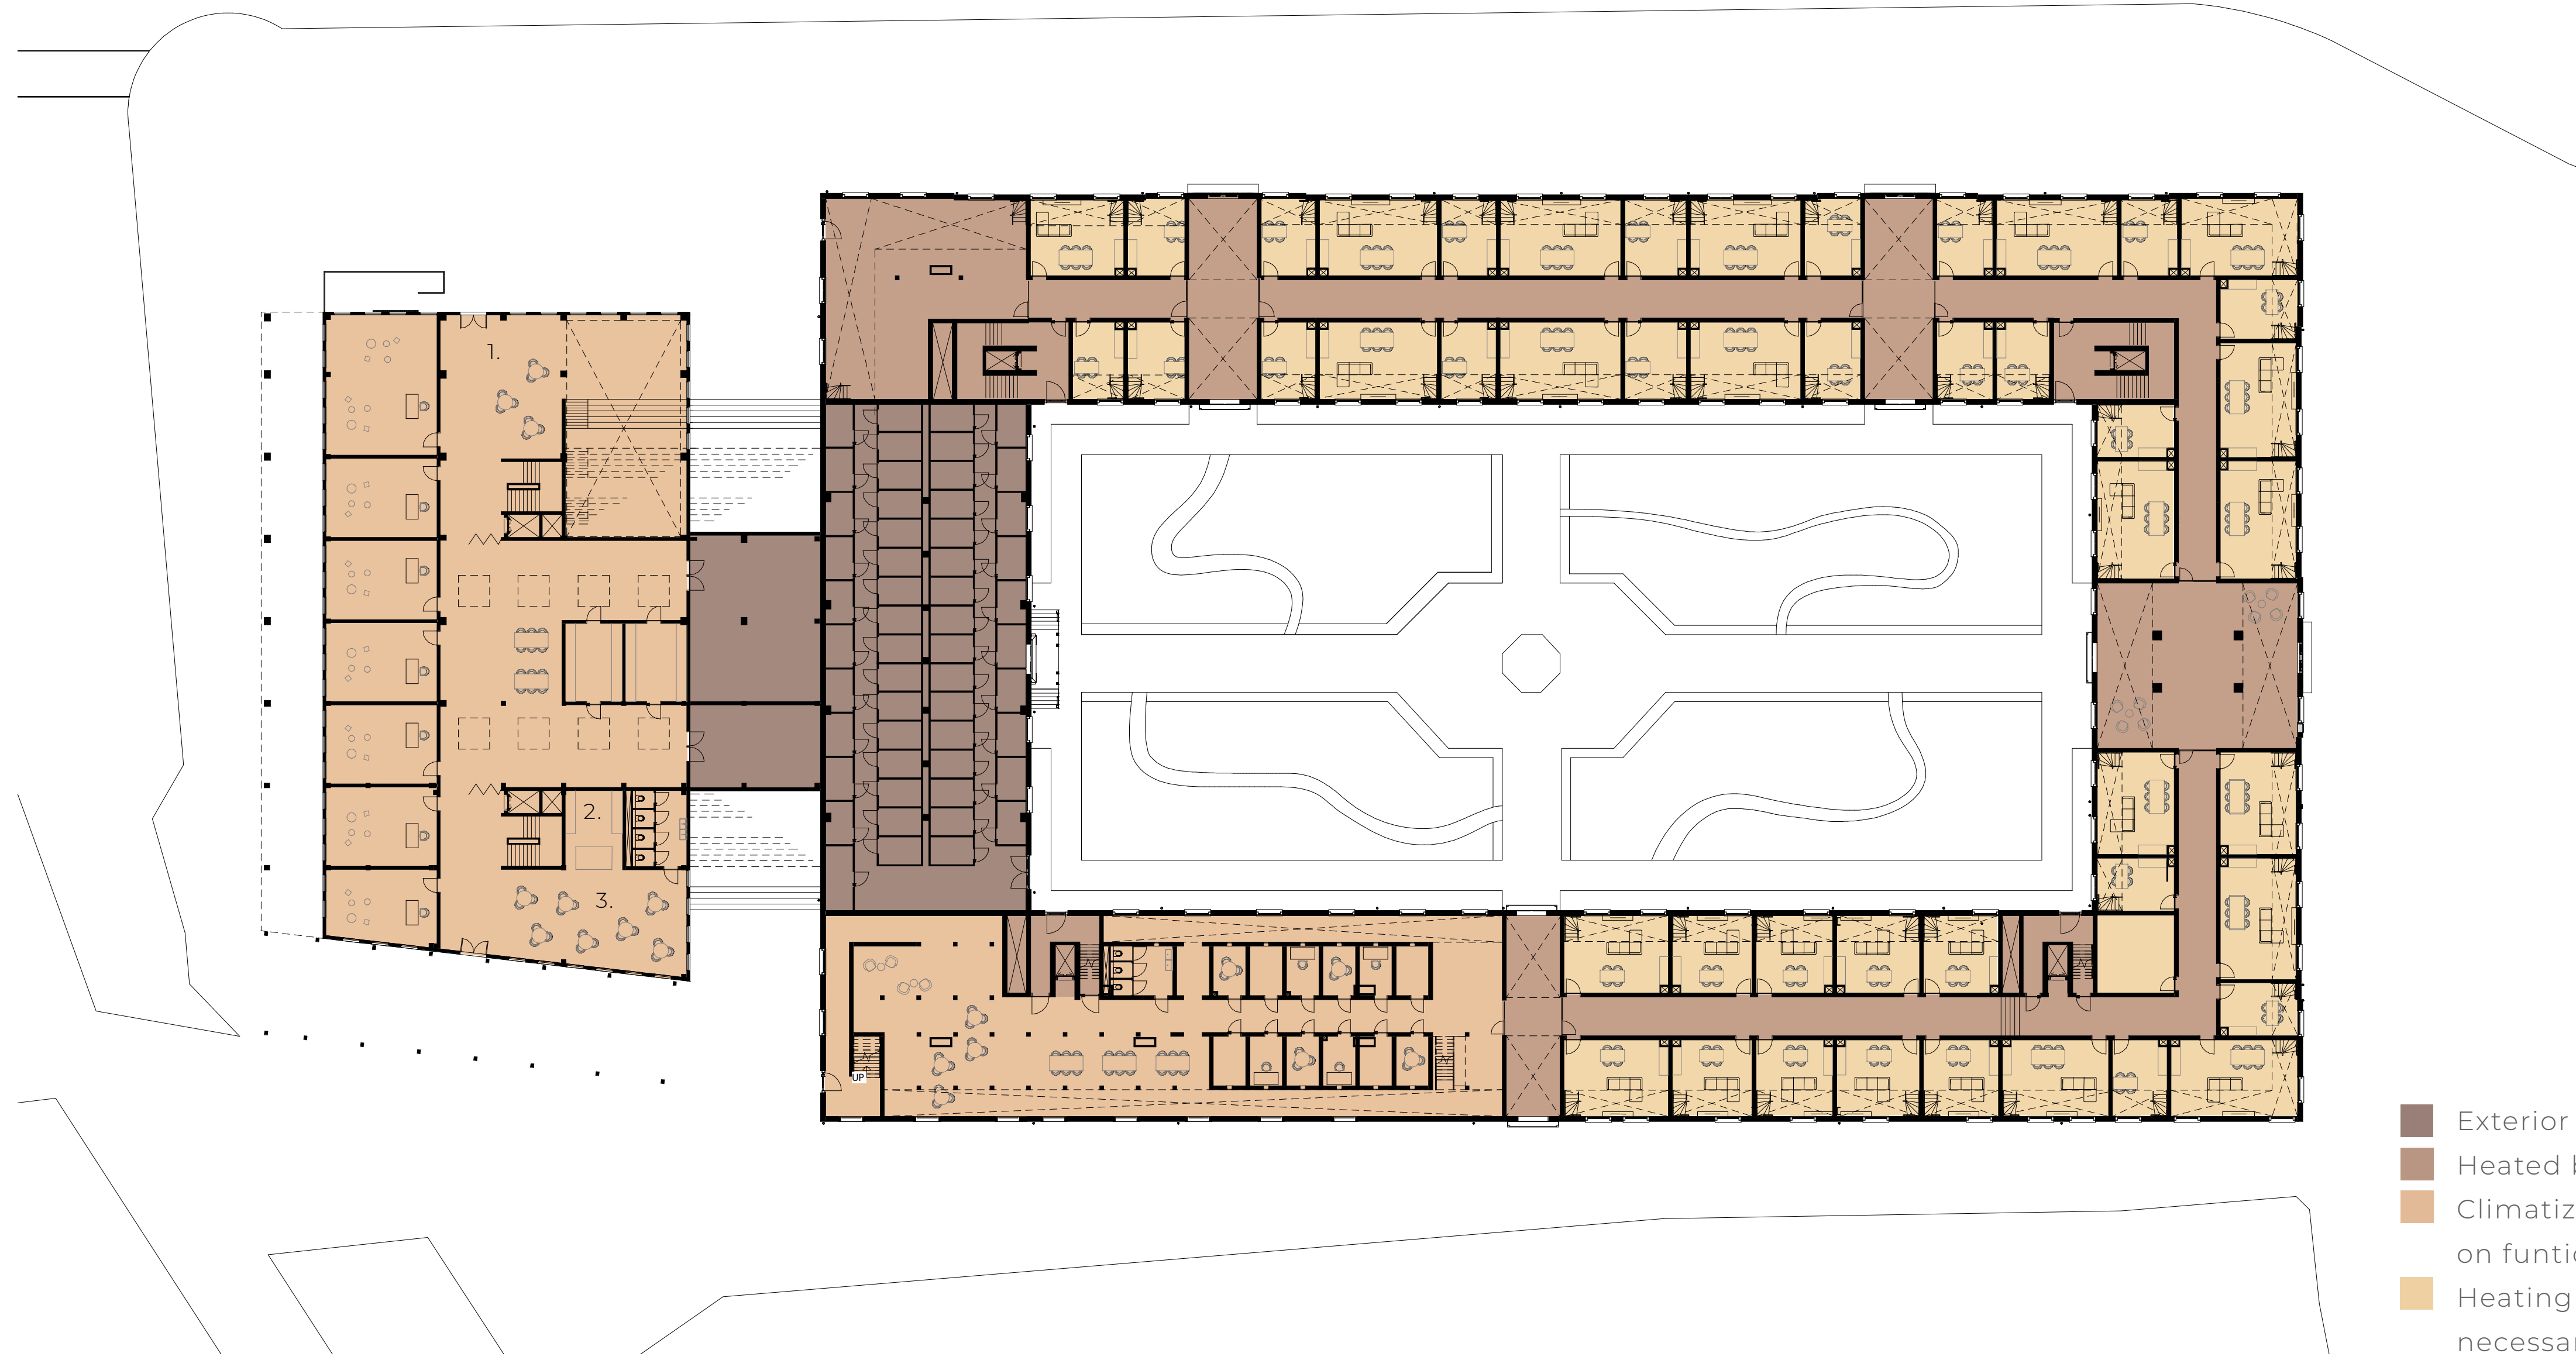 1.
2.
3.
UP
Exterior
Heated
Climatiz
on funti
Heating
necessa